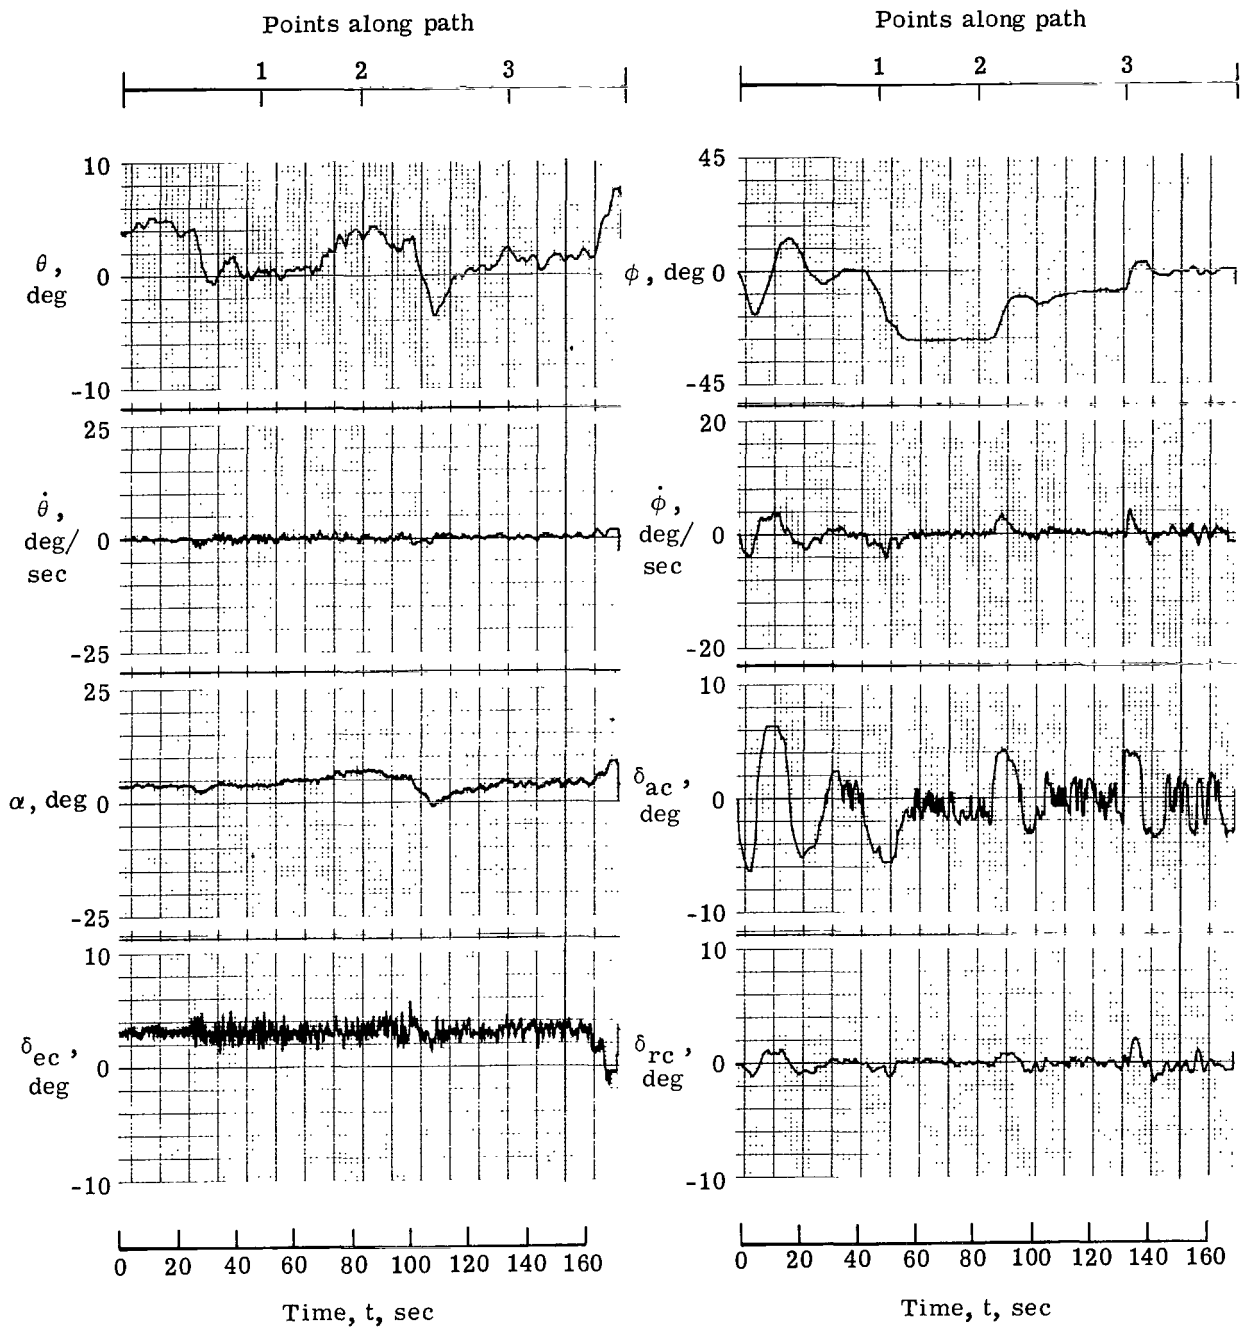 Points along path
1 2 3
10
θ,
deg
0
-10
25
θ̇,
deg/
sec
0
-25
25
α, deg 0
-25
10
δec,
deg
0
-10
0 20 40 60 80 100 120 140 160
Time, t, sec
Points along path
1 2 3
45
ϕ, deg 0
-45
20
ϕ̇,
deg/
sec
0
-20
10
δac,
deg
0
-10
10
δrc,
deg
0
-10
0 20 40 60 80 100 120 140 160
Time, t, sec